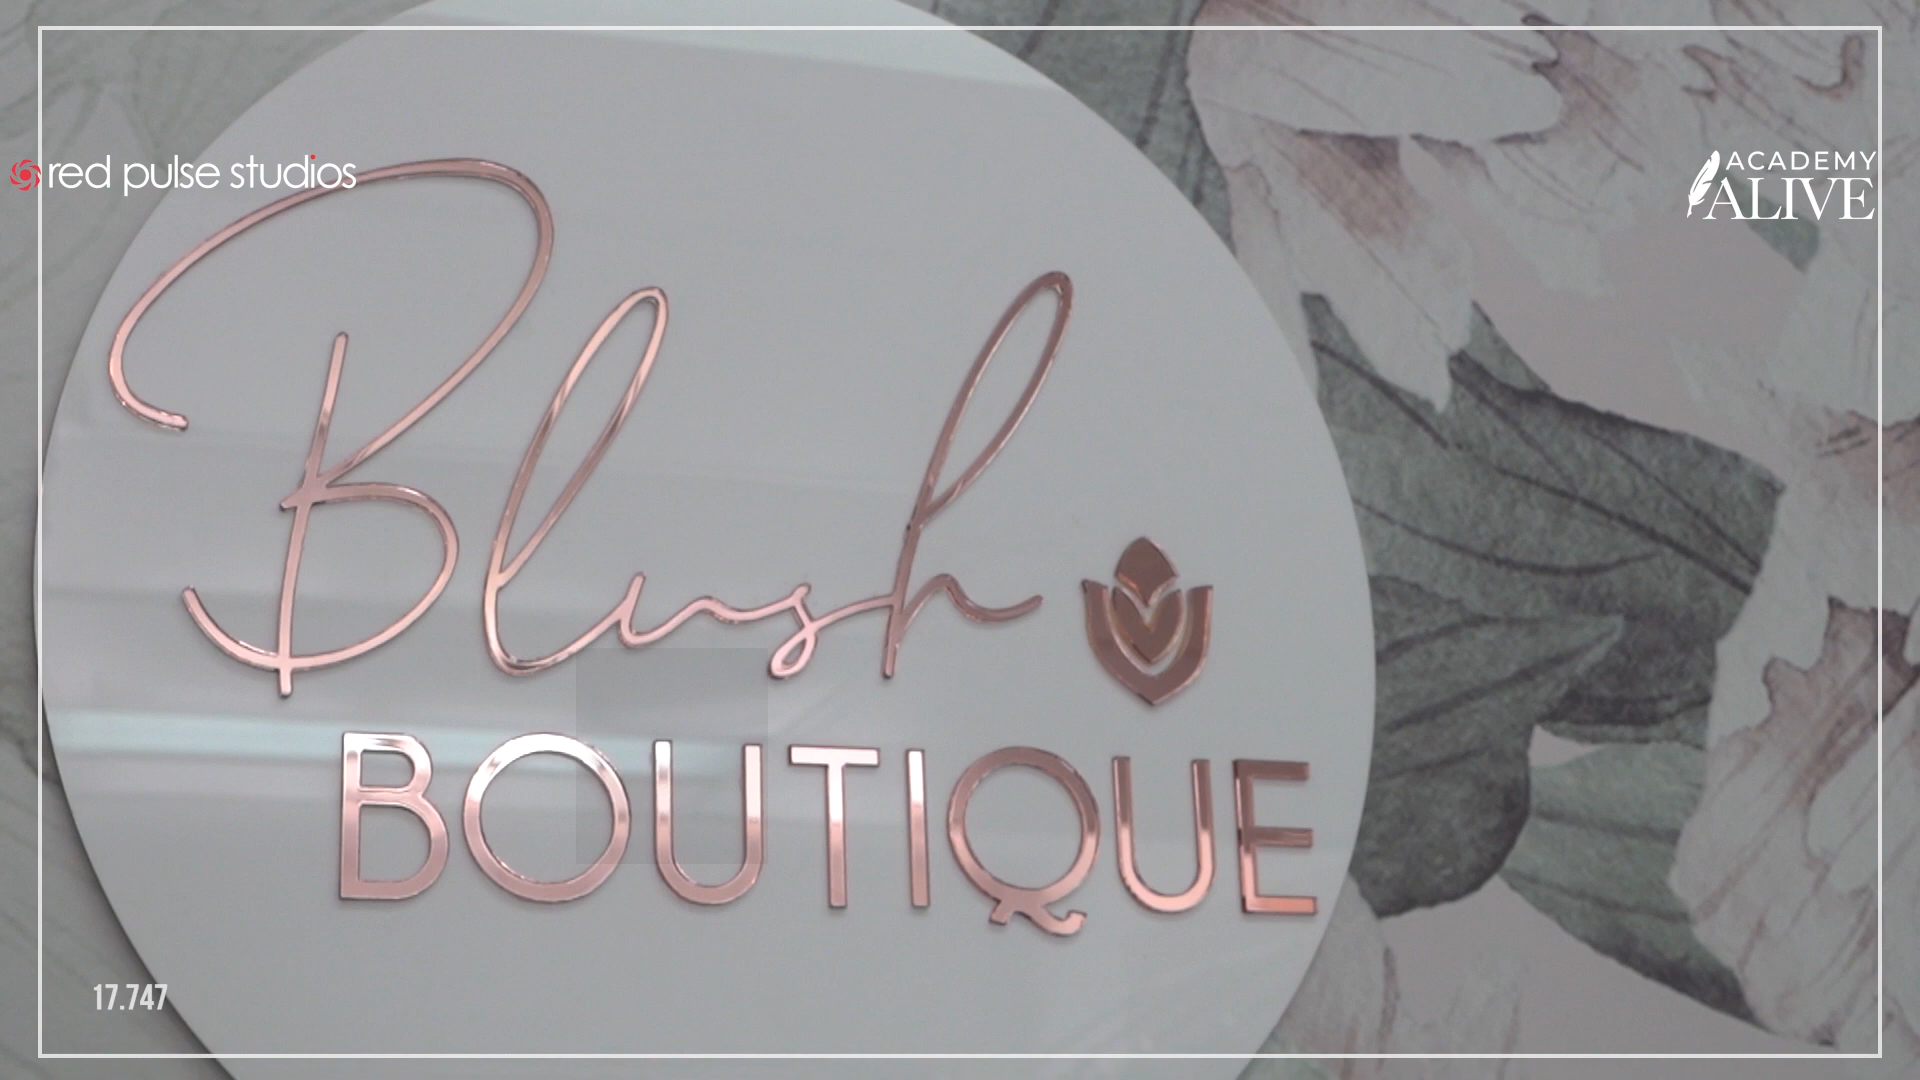 red pulse studios
ACADEMY
ALIVE
Blush
BOUTIQUE
17.747